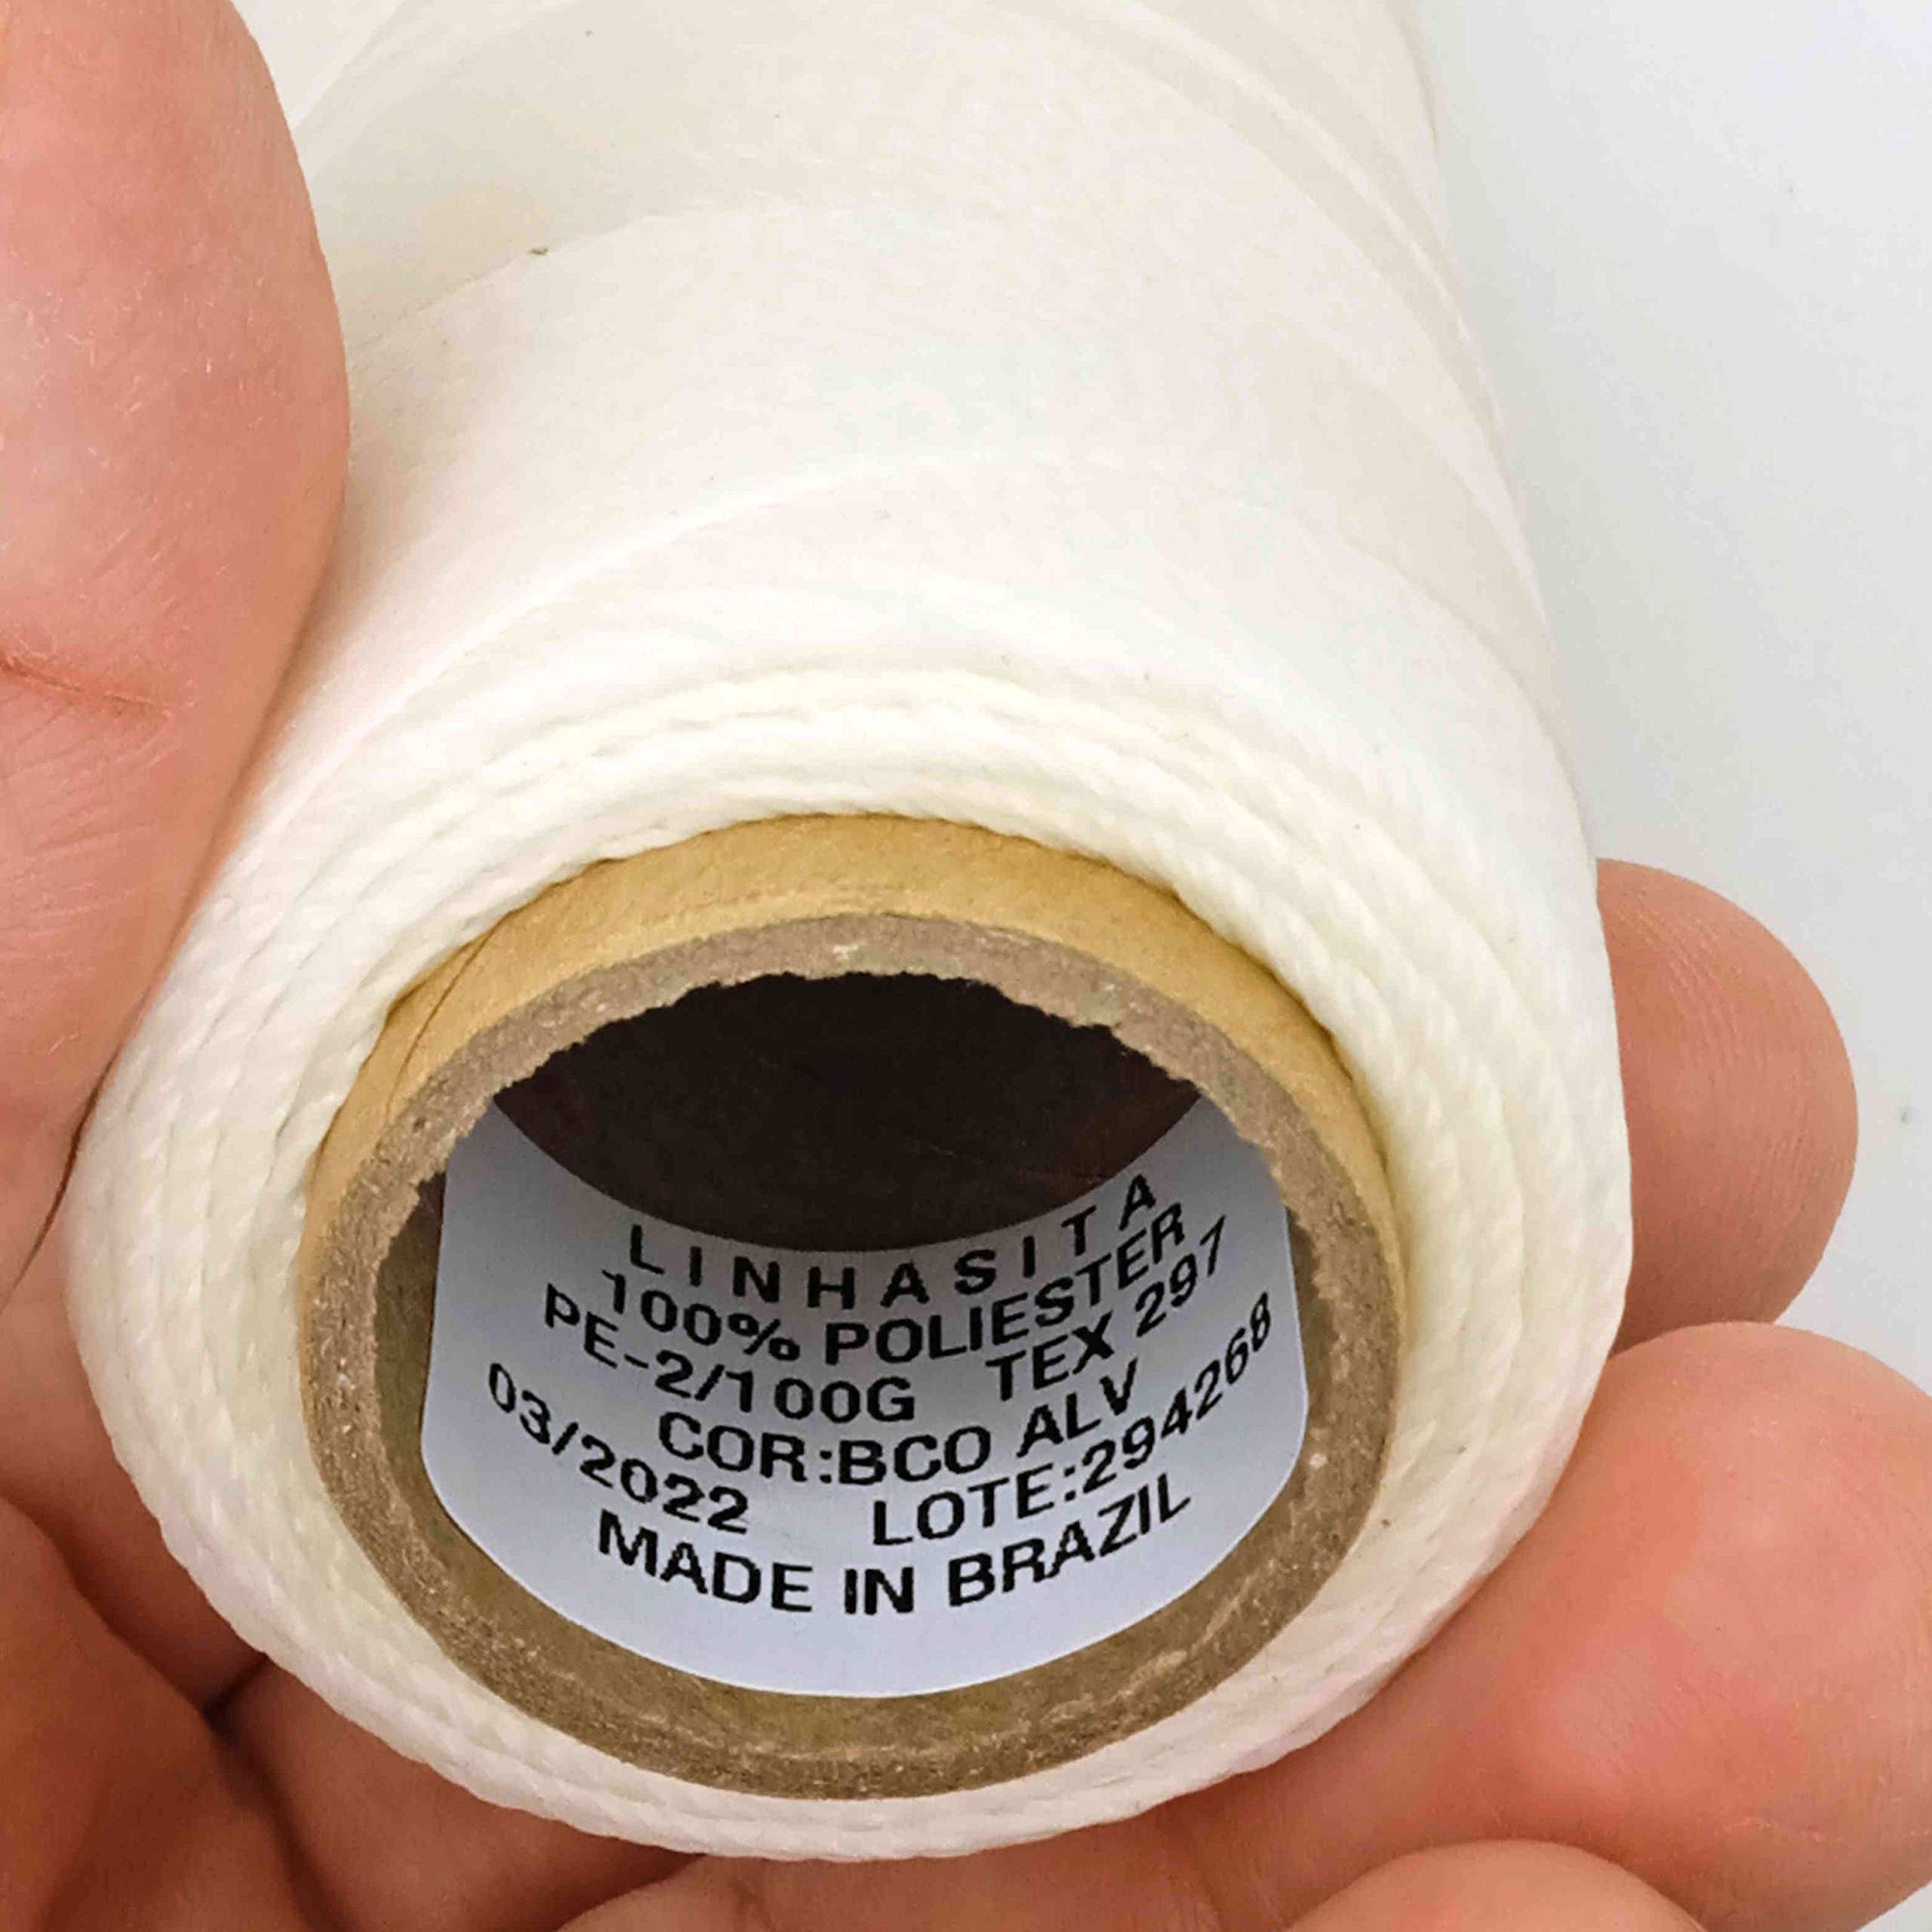 LINHASITA
100% POLIESTER
PE-2/100G TEX 297
COR:BCO ALV
03/2022 LOTE:294268
MADE IN BRAZIL